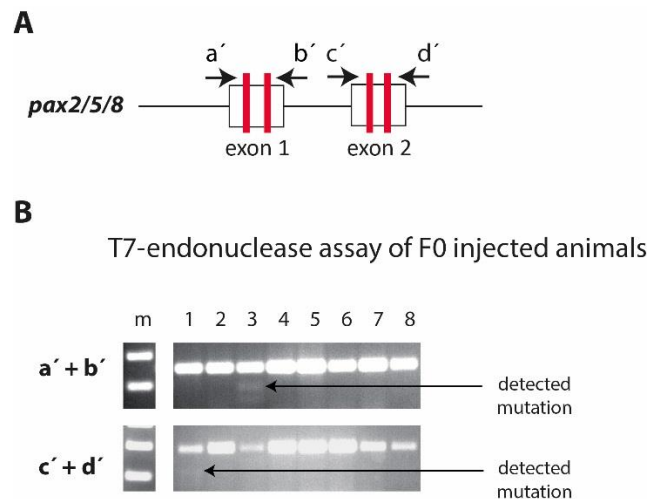 A
a´ b´ c´ d´
pax2/5/8
exon 1 exon 2
B
T7-endonuclease assay of F0 injected animals
m 1 2 3 4 5 6 7 8
a´ + b´
detected
mutation
c´ + d´
detected
mutation